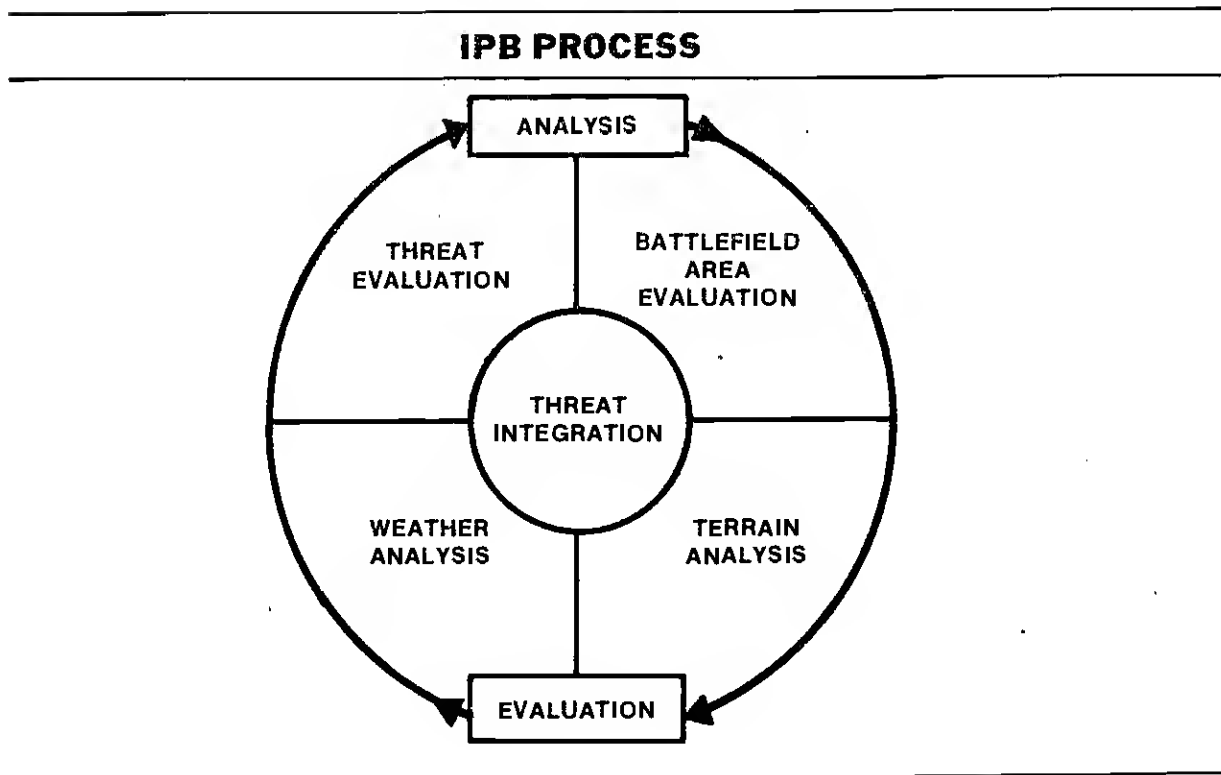 IPB PROCESS
ANALYSIS
THREAT
EVALUATION
BATTLEFIELD
AREA
EVALUATION
THREAT
INTEGRATION
WEATHER
ANALYSIS
TERRAIN
ANALYSIS
EVALUATION